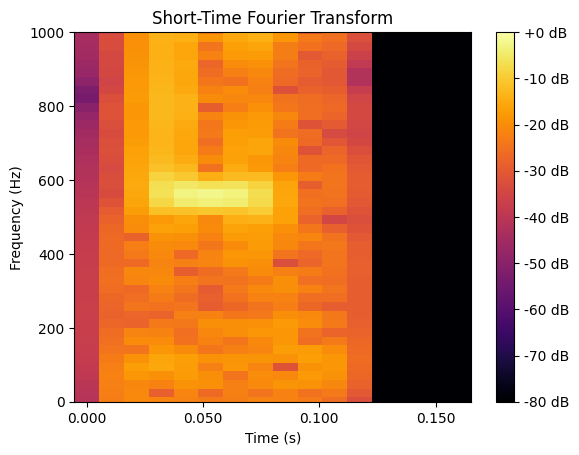 Short-Time Fourier Transform
1000
800
600
400
200
0
Frequency (Hz)
0.000
0.050
0.100
0.150
Time (s)
+0 dB
-10 dB
-20 dB
-30 dB
-40 dB
-50 dB
-60 dB
-70 dB
-80 dB